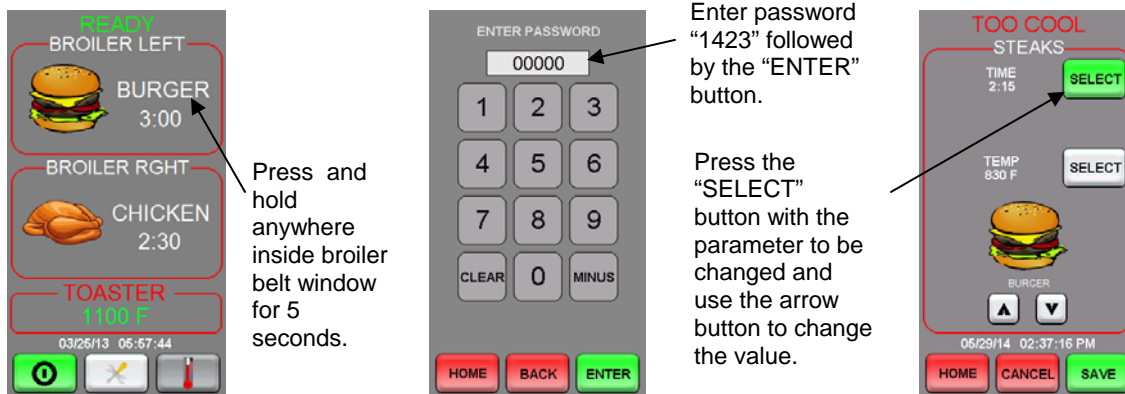 READY
BROILER LEFT
BURGER
3:00
BROILER RGHT
CHICKEN
2:30
TOASTER
1100 F
03/25/13 05:57:44
Press and
hold
anywhere
inside broiler
belt window
for 5
seconds.
ENTER PASSWORD
00000
1 2 3
4 5 6
7 8 9
CLEAR 0 MINUS
HOME BACK ENTER
Enter password
“1423” followed
by the “ENTER”
button.
Press the
“SELECT”
button with the
parameter to be
changed and
use the arrow
button to change
the value.
TOO COOL
STEAKS
TIME
2:15
SELECT
TEMP
830 F
SELECT
BURGER
05/29/14 02:37:16 PM
HOME CANCEL SAVE